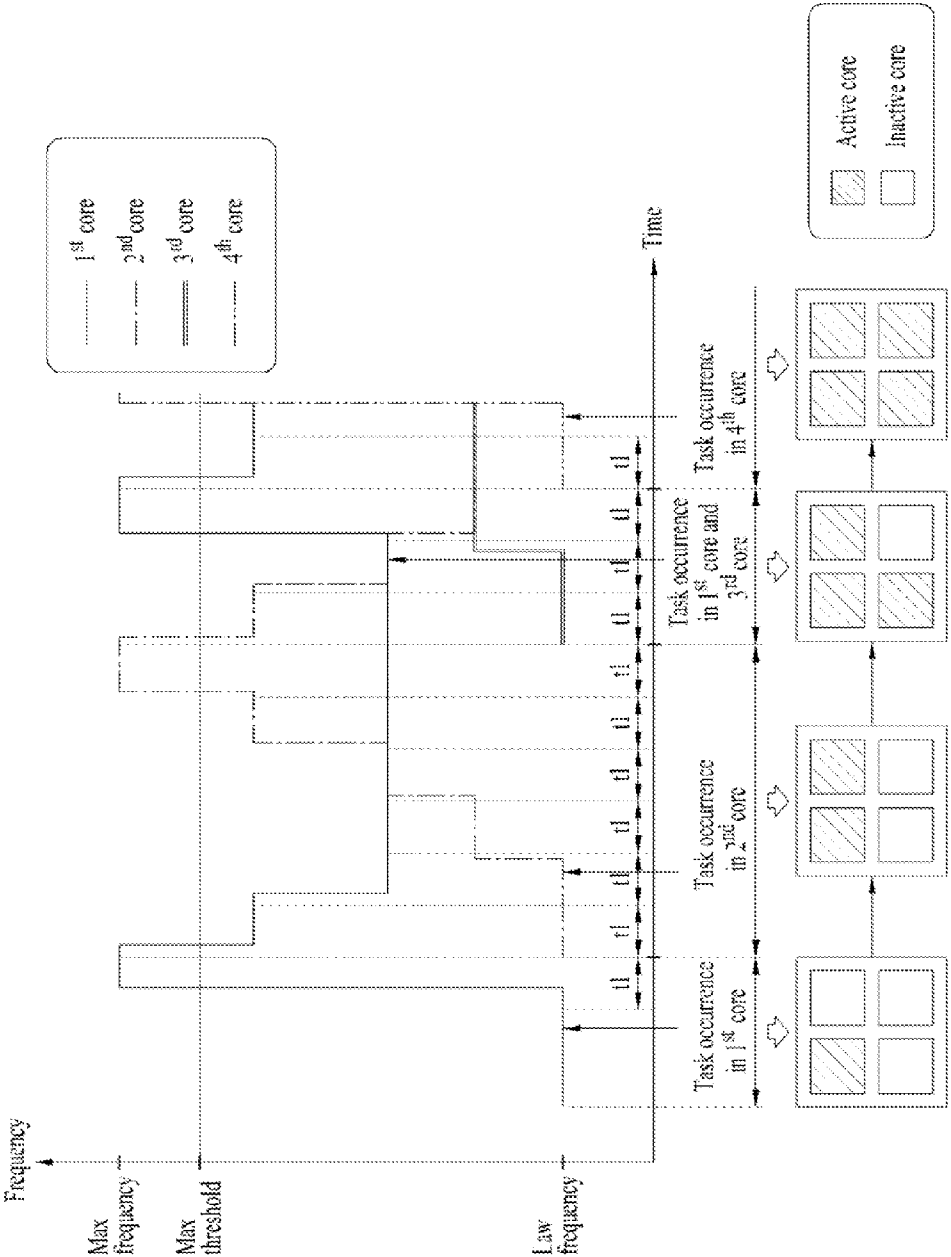 Frequency
Max
frequency
Max
threshold
Law
frequency
1st core
2nd core
3rd core
4th core
t1
t1
t1
t1
t1
t1
t1
t1
t1
t1
t1
Time
Task occurrence
in 1st core
Task occurrence
in 2nd core
Task occurrence
in 1st core and
3rd core
Task occurrence
in 4th core
Active core
Inactive core